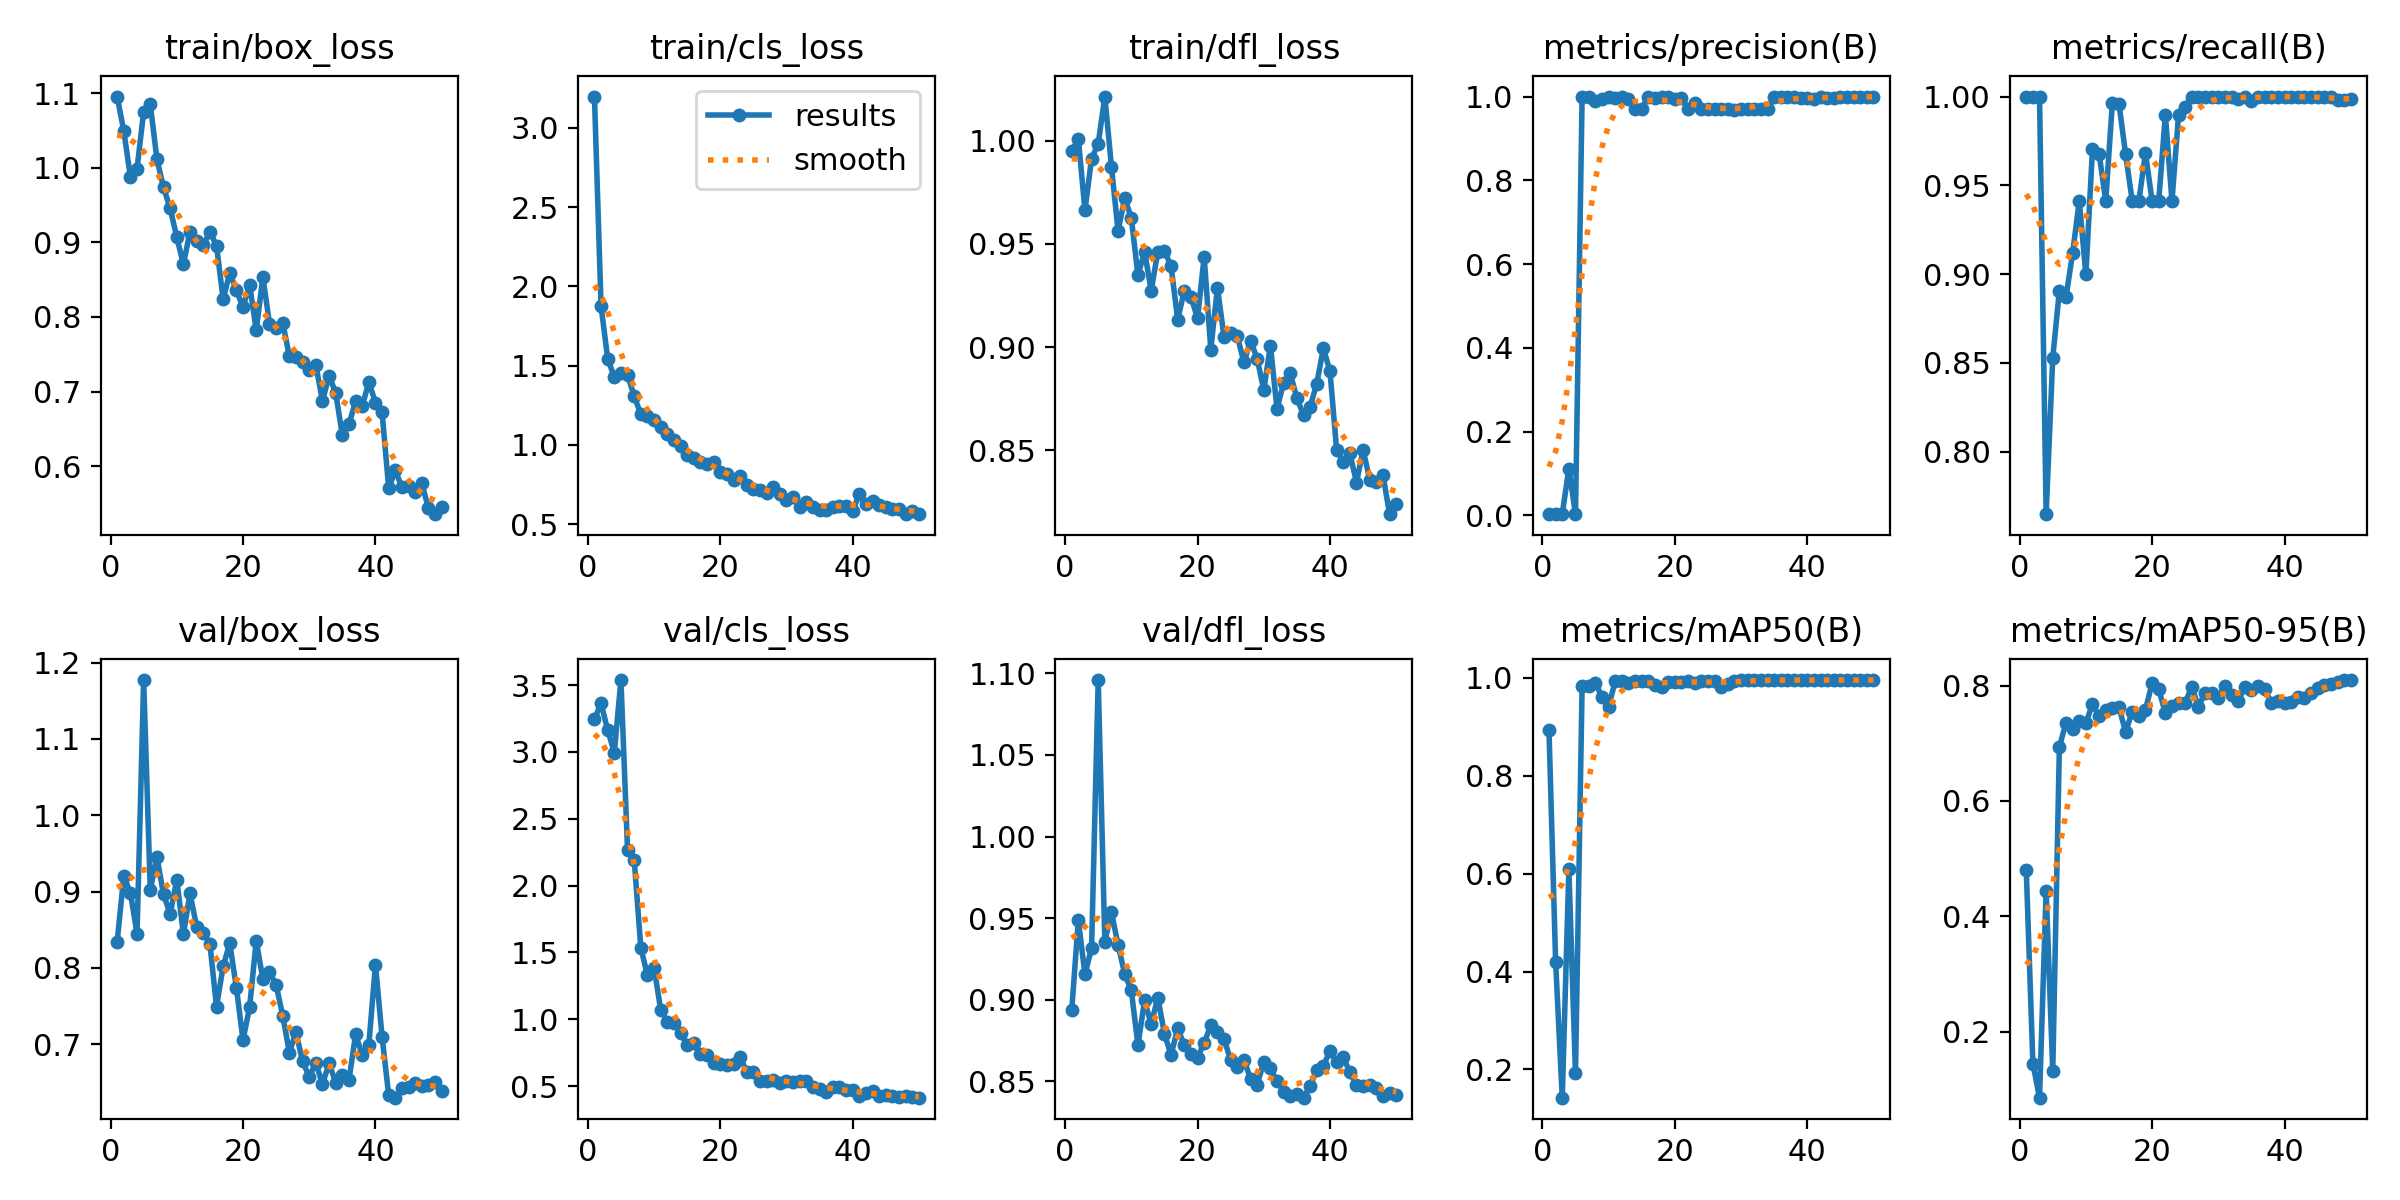 train/box_loss
1.1
1.0
0.9
0.8
0.7
0.6
0 20 40
train/cls_loss
results
smooth
3.0
2.5
2.0
1.5
1.0
0.5
0 20 40
train/dfl_loss
1.00
0.95
0.90
0.85
0 20 40
metrics/precision(B)
1.0
0.8
0.6
0.4
0.2
0.0
0 20 40
metrics/recall(B)
1.00
0.95
0.90
0.85
0.80
0 20 40
val/box_loss
1.2
1.1
1.0
0.9
0.8
0.7
0 20 40
val/cls_loss
3.5
3.0
2.5
2.0
1.5
1.0
0.5
0 20 40
val/dfl_loss
1.10
1.05
1.00
0.95
0.90
0.85
0 20 40
metrics/mAP50(B)
1.0
0.8
0.6
0.4
0.2
0 20 40
metrics/mAP50-95(B)
0.8
0.6
0.4
0.2
0 20 40